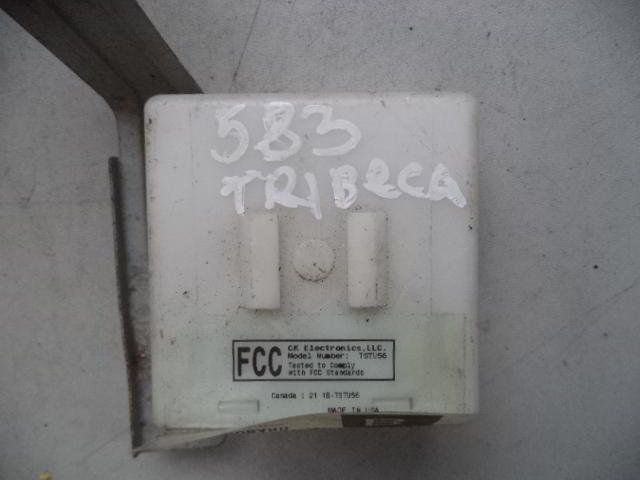 583
TRIBECA
FCC
CK Electronics, LLC.
Model Number: TSTU56
Tested to Comply
with FCC Standards
Canada : 21 1B-TSTU56
MADE IN USA